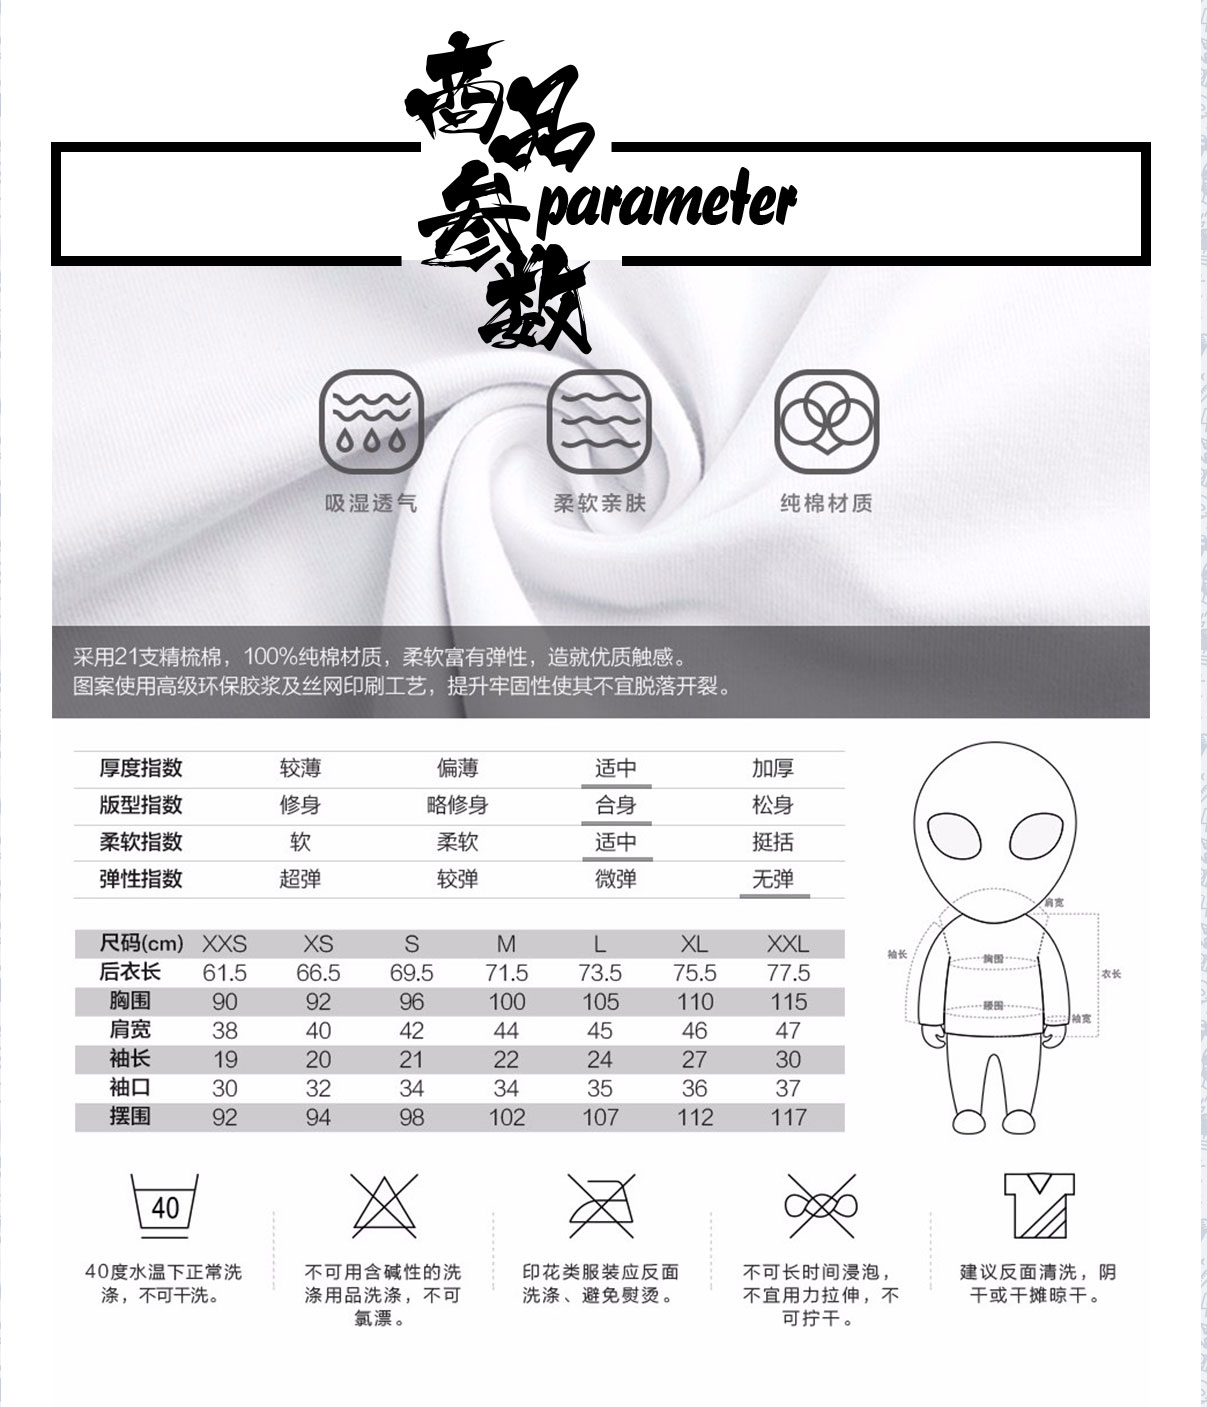 商品
参数
parameter
吸湿透气 柔软亲肤 纯棉材质
采用21支精梳棉，100%纯棉材质，柔软富有弹性，造就优质触感。
图案使用高级环保胶浆及丝网印刷工艺，提升牢固性使其不宜脱落开裂。
厚度指数 较薄 偏薄 适中 加厚
版型指数 修身 略修身 合身 松身
柔软指数 软 柔软 适中 挺括
弹性指数 超弹 较弹 微弹 无弹
尺码(cm) XXS XS S M L XL XXL
后衣长 61.5 66.5 69.5 71.5 73.5 75.5 77.5
胸围 90 92 96 100 105 110 115
肩宽 38 40 42 44 45 46 47
袖长 19 20 21 22 24 27 30
袖口 30 32 34 34 35 36 37
摆围 92 94 98 102 107 112 117
肩宽
袖长
胸围
衣长
腰围
袖宽
40
40度水温下正常洗
涤，不可干洗。
不可用含碱性的洗
涤用品洗涤，不可
氯漂。
印花类服装应反面
洗涤、避免熨烫。
不可长时间浸泡，
不宜用力拉伸，不
可拧干。
建议反面清洗，阴
干或干摊晾干。